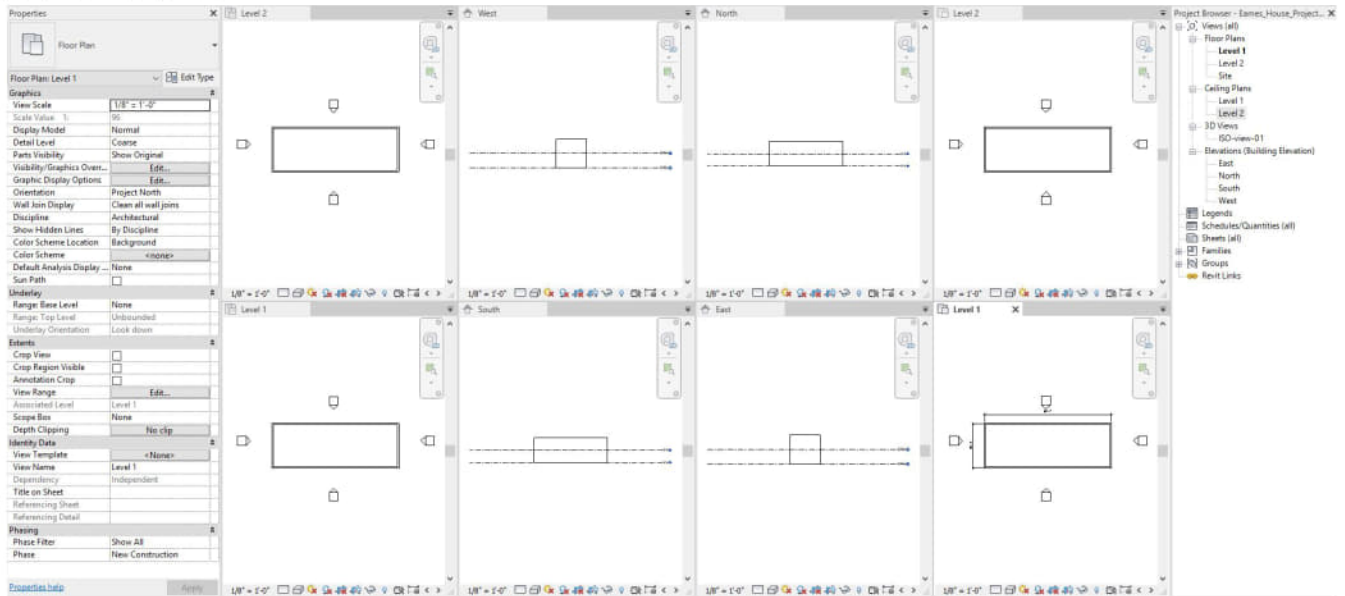 Properties
Floor Plan
Floor Plan: Level 1
Edit Type
Graphics
View Scale
1/8" = 1'-0"
Scale Value 1:
96
Display Model
Normal
Detail Level
Coarse
Parts Visibility
Show Original
Visibility/Graphics Overr...
Edit...
Graphic Display Options
Edit...
Orientation
Project North
Wall Join Display
Clean all wall joins
Discipline
Architectural
Show Hidden Lines
By Discipline
Color Scheme Location
Background
Color Scheme
<none>
Default Analysis Display ...
None
Sun Path
Underlay
Range: Base Level
None
Range: Top Level
Unbounded
Underlay Orientation
Look down
Extents
Crop View
Crop Region Visible
Annotation Crop
View Range
Edit...
Associated Level
Level 1
Scope Box
None
Depth Clipping
No clip
Identity Data
View Template
<None>
View Name
Level 1
Dependency
Independent
Title on Sheet
Referencing Sheet
Referencing Detail
Phasing
Phase Filter
Show All
Phase
New Construction
Properties help
Apply
Level 2
West
North
Level 2
1/8" = 1'-0"
1/8" = 1'-0"
1/8" = 1'-0"
1/8" = 1'-0"
Level 1
South
East
Level 1
1/8" = 1'-0"
1/8" = 1'-0"
1/8" = 1'-0"
1/8" = 1'-0"
Project Browser - Eames_House_Project...
Views (all)
Floor Plans
Level 1
Level 2
Site
Ceiling Plans
Level 1
Level 2
3D Views
ISO-view-01
Elevations (Building Elevation)
East
North
South
West
Legends
Schedules/Quantities (all)
Sheets (all)
Families
Groups
Revit Links